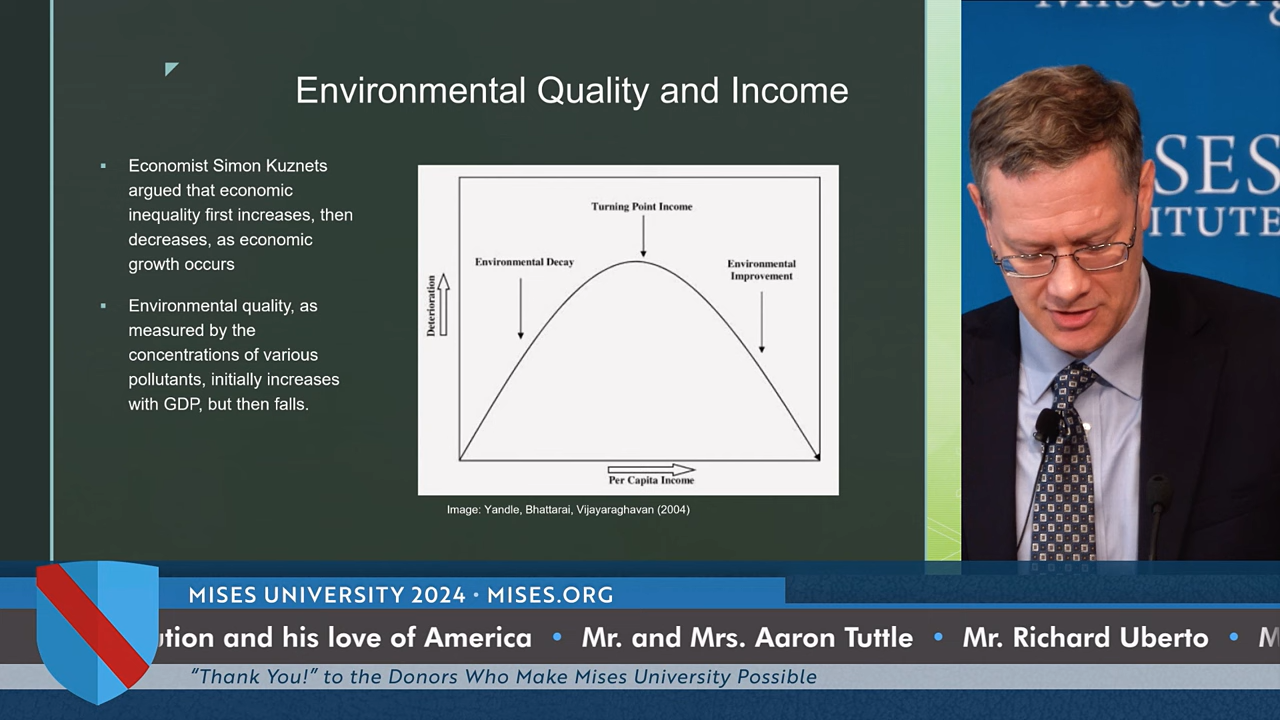 Environmental Quality and Income
Economist Simon Kuznets
argued that economic
inequality first increases, then
decreases, as economic
growth occurs
Environmental quality, as
measured by the
concentrations of various
pollutants, initially increases
with GDP, but then falls.
Turning Point Income
Environmental Decay
Environmental
Improvement
Deterioration
Per Capita Income
Image: Yandle, Bhattarai, Vijayaraghavan (2004)
SES
ITUTE
MISES UNIVERSITY 2024 • MISES.ORG
ution and his love of America • Mr. and Mrs. Aaron Tuttle • Mr. Richard Uberto • M
"Thank You!" to the Donors Who Make Mises University Possible